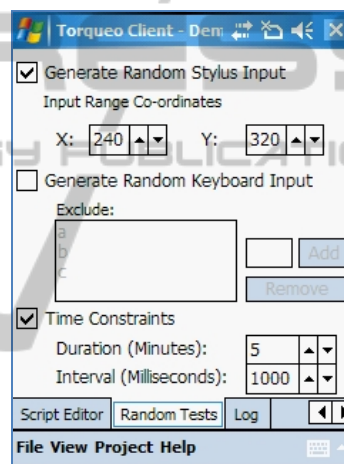 Torqueo Client - Dem
Generate Random Stylus Input
Input Range Co-ordinates
X: 240 Y: 320
Generate Random Keyboard Input
Exclude:
a
b
c
Add
Remove
Time Constraints
Duration (Minutes): 5
Interval (Milliseconds): 1000
Script Editor Random Tests Log
File View Project Help